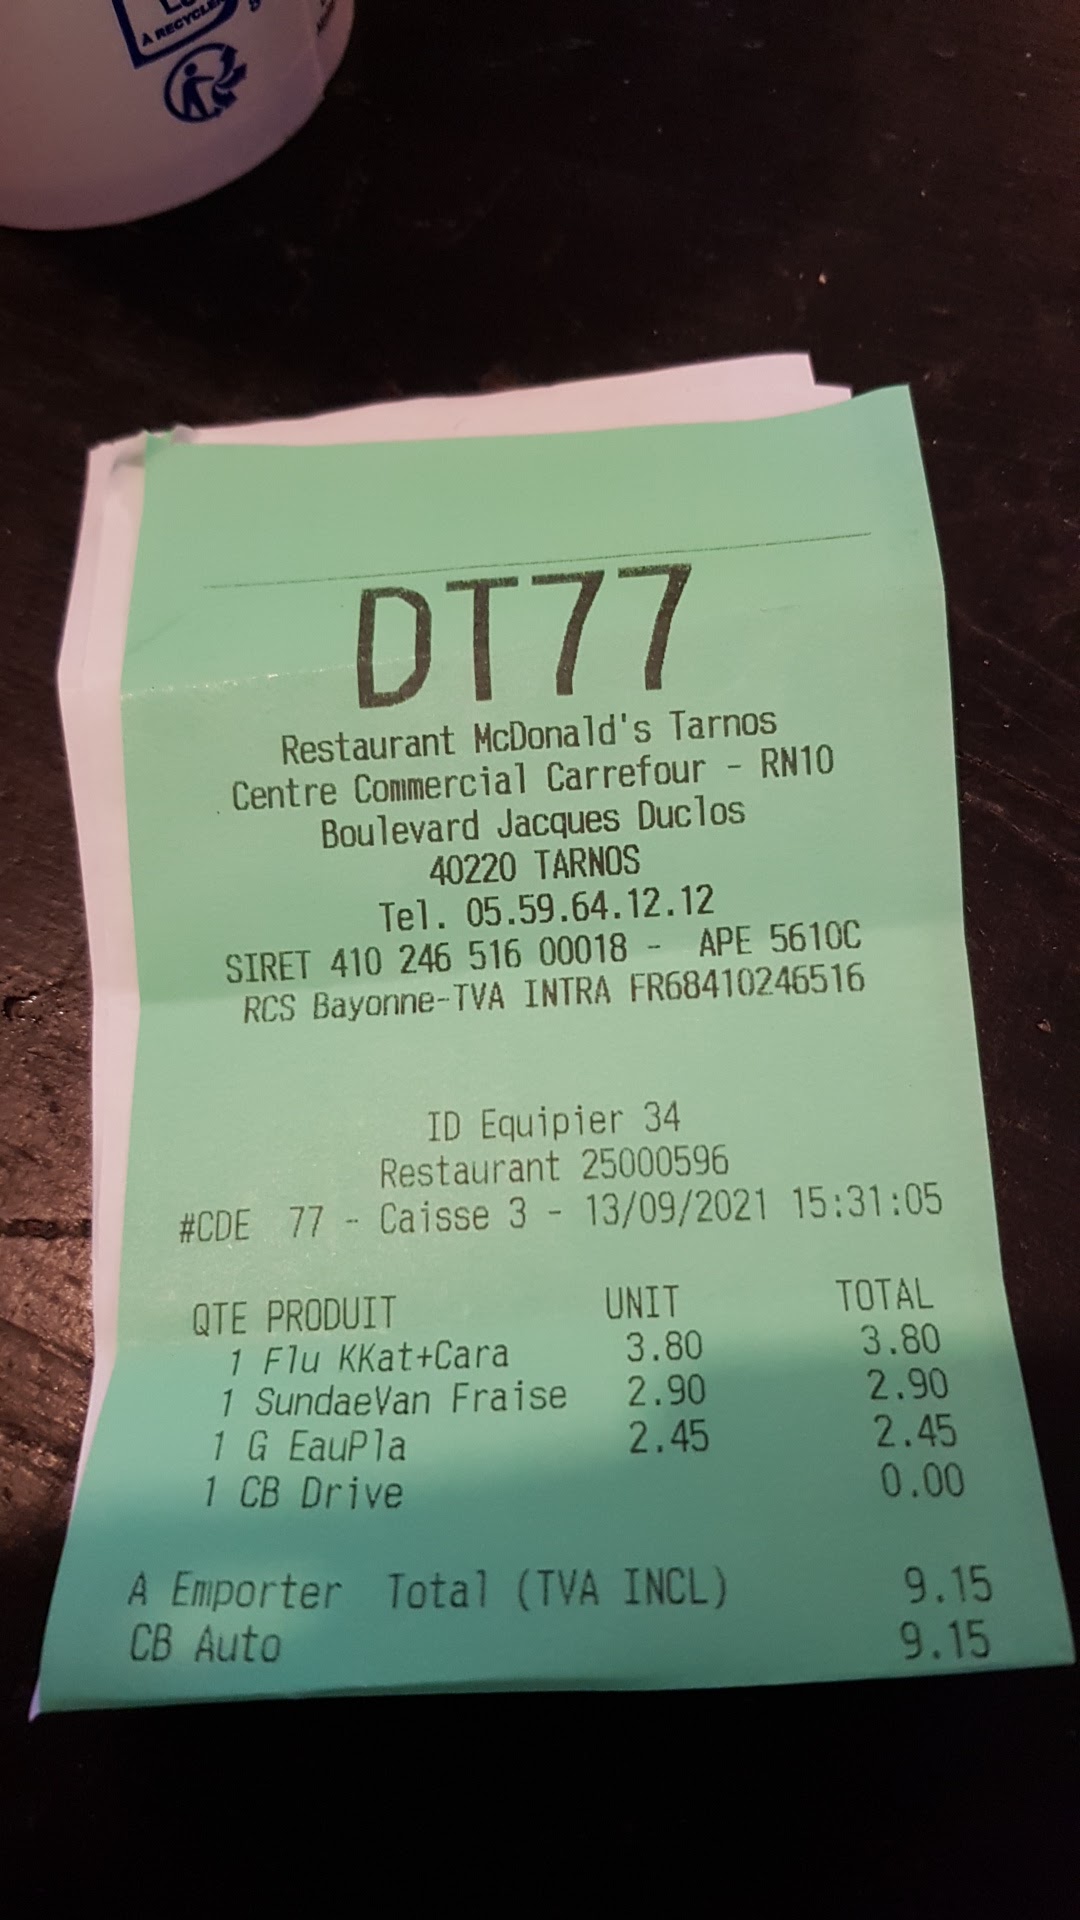 A RECYCLER
DT77
Restaurant McDonald's Tarnos
Centre Commercial Carrefour - RN10
Boulevard Jacques Duclos
40220 TARNOS
Tel. 05.59.64.12.12
SIRET 410 246 516 00018 - APE 5610C
RCS Bayonne-TVA INTRA FR68410246516
ID Equipier 34
Restaurant 25000596
#CDE 77 - Caisse 3 - 13/09/2021 15:31:05
QTE PRODUIT UNIT TOTAL
1 Flu KKat+Cara 3.80 3.80
1 SundaeVan Fraise 2.90 2.90
1 G EauPla 2.45 2.45
1 CB Drive 0.00
A Emporter Total (TVA INCL) 9.15
CB Auto 9.15